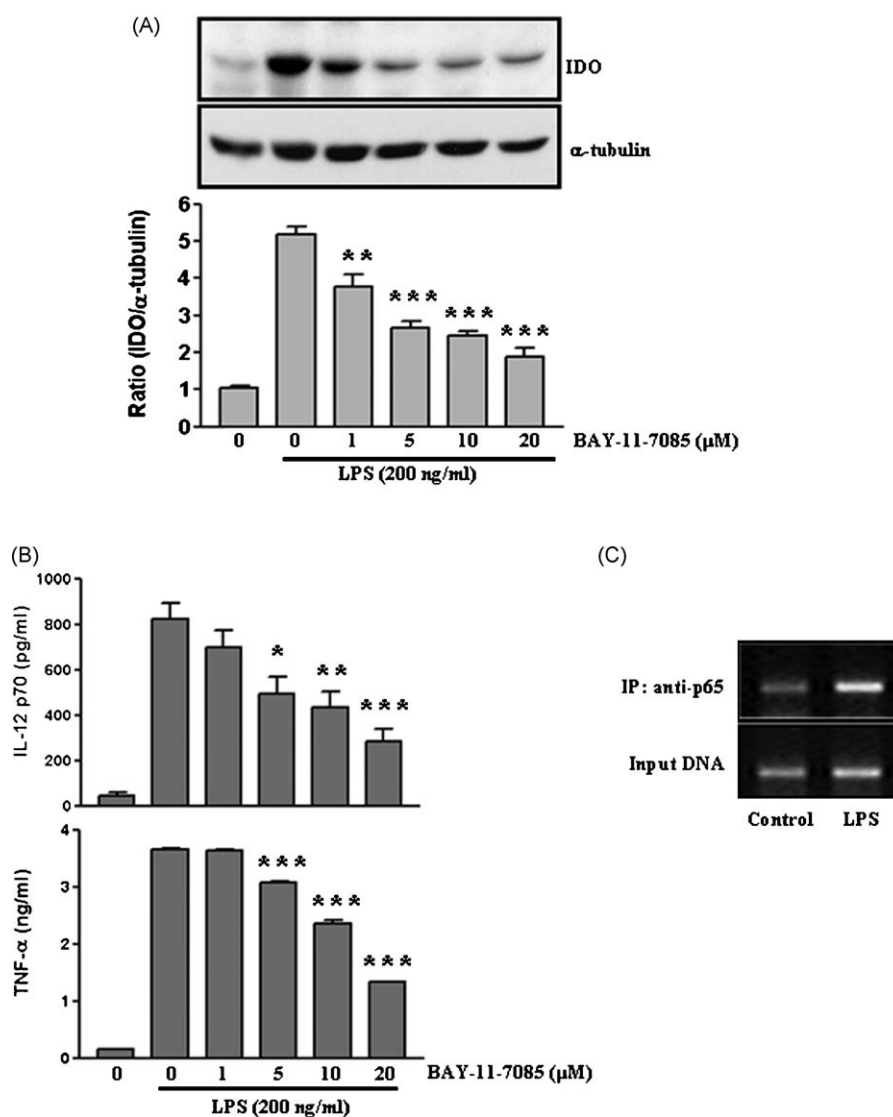 (A)
IDO
α-tubulin
Ratio (IDO/α-tubulin)
6
5
4
3
2
1
0
** *** *** ***
0 0 1 5 10 20 BAY-11-7085 (μM)
LPS (200 ng/ml)
(B)
IL-12 p70 (pg/ml)
1000
800
600
400
200
0
* ** ***
TNF-α (ng/ml)
4
3
2
1
0
*** *** ***
0 0 1 5 10 20 BAY-11-7085 (μM)
LPS (200 ng/ml)
(C)
IP: anti-p65
Input DNA
Control LPS